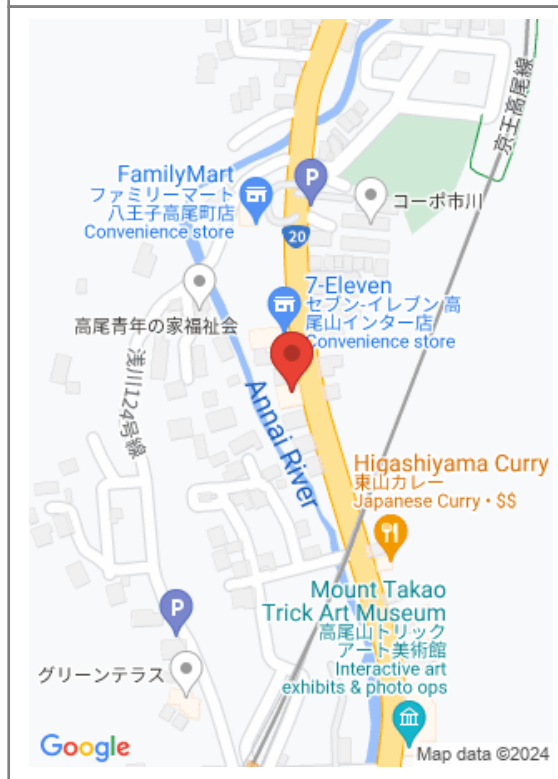 京王高尾線
FamilyMart
ファミリーマート
八王子高尾町店
Convenience store
P
コーポ市川
20
7-Eleven
セブン-イレブン 高
尾山インター店
Convenience store
高尾青年の家福祉会
浅川124号線
Annai River
Higashiyama Curry
東山カレー
Japanese Curry • $$
Mount Takao
Trick Art Museum
高尾山トリック
アート美術館
Interactive art
exhibits & photo ops
P
グリーンテラス
Google
Map data ©2024